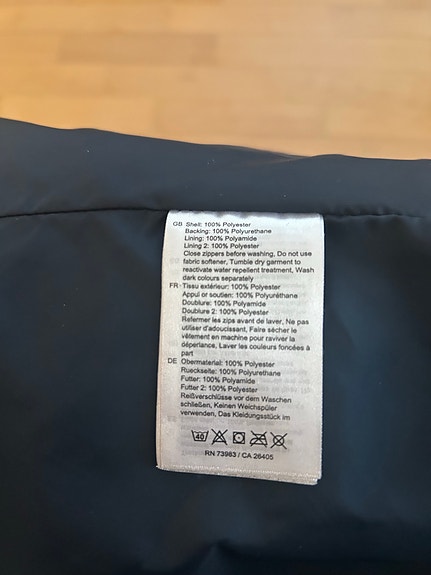 GB Shell: 100% Polyester
Backing: 100% Polyurethane
Lining: 100% Polyamide
Lining 2: 100% Polyester
Close zippers before washing, Do not use
fabric softener, Tumble dry garment to
reactivate water repellent treatment, Wash
dark colours separately
FR Tissu extérieur: 100% Polyester
Appui or soutien: 100% Polyuréthane
Doublure: 100% Polyamide
Doublure 2: 100% Polyester
Refermer les zips avant de laver, Ne pas
utiliser d'adoucissant, Faire sécher le
vêtement en machine pour raviver la
déperlance, Laver les couleurs foncées à
part
DE Obermaterial: 100% Polyester
Rueckseite: 100% Polyurethane
Futter: 100% Polyamide
Futter 2: 100% Polyester
Reißverschlüsse vor dem Waschen
schließen, Keinen Weichspüler
verwenden, Das Kleidungsstück im
40
RN 73983 / CA 26405